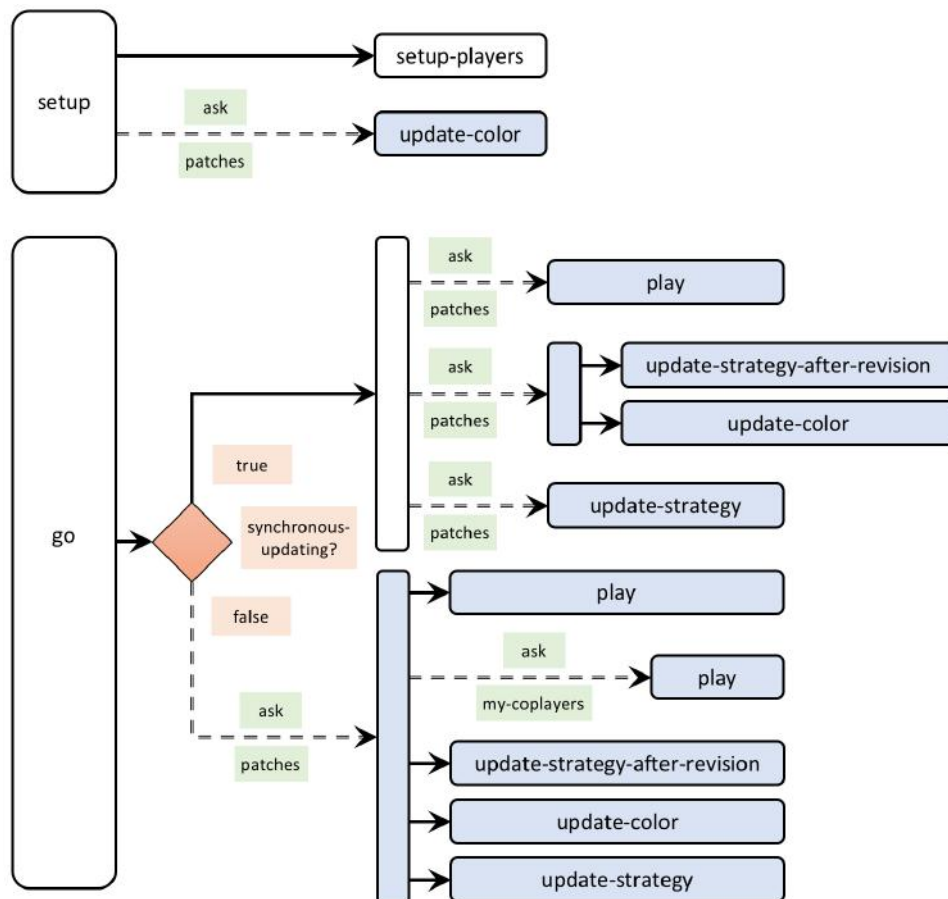 setup
setup-players
ask
patches
update-color
go
ask
patches
play
ask
patches
update-strategy-after-revision
update-color
ask
patches
update-strategy
true
synchronous-
updating?
false
ask
patches
play
ask
my-coplayers
play
update-strategy-after-revision
update-color
update-strategy